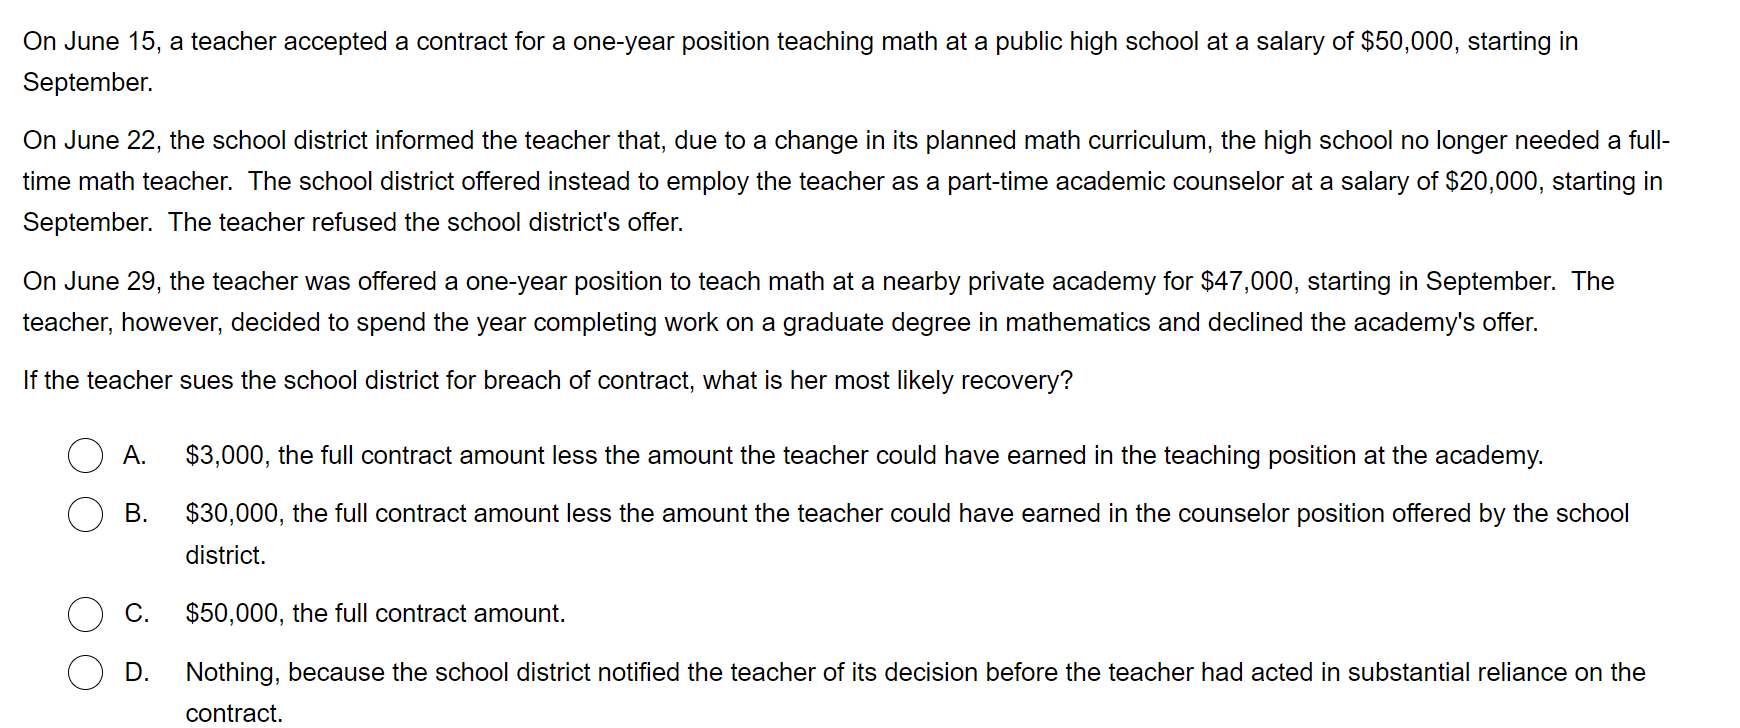 On June 15, a teacher accepted a contract for a one-year position teaching math at a public high school at a salary of $50,000, starting in
September.
On June 22, the school district informed the teacher that, due to a change in its planned math curriculum, the high school no longer needed a full-
time math teacher.  The school district offered instead to employ the teacher as a part-time academic counselor at a salary of $20,000, starting in
September.  The teacher refused the school district's offer.
On June 29, the teacher was offered a one-year position to teach math at a nearby private academy for $47,000, starting in September.  The
teacher, however, decided to spend the year completing work on a graduate degree in mathematics and declined the academy's offer.
If the teacher sues the school district for breach of contract, what is her most likely recovery?
A. $3,000, the full contract amount less the amount the teacher could have earned in the teaching position at the academy.
B. $30,000, the full contract amount less the amount the teacher could have earned in the counselor position offered by the school
district.
C. $50,000, the full contract amount.
D. Nothing, because the school district notified the teacher of its decision before the teacher had acted in substantial reliance on the
contract.